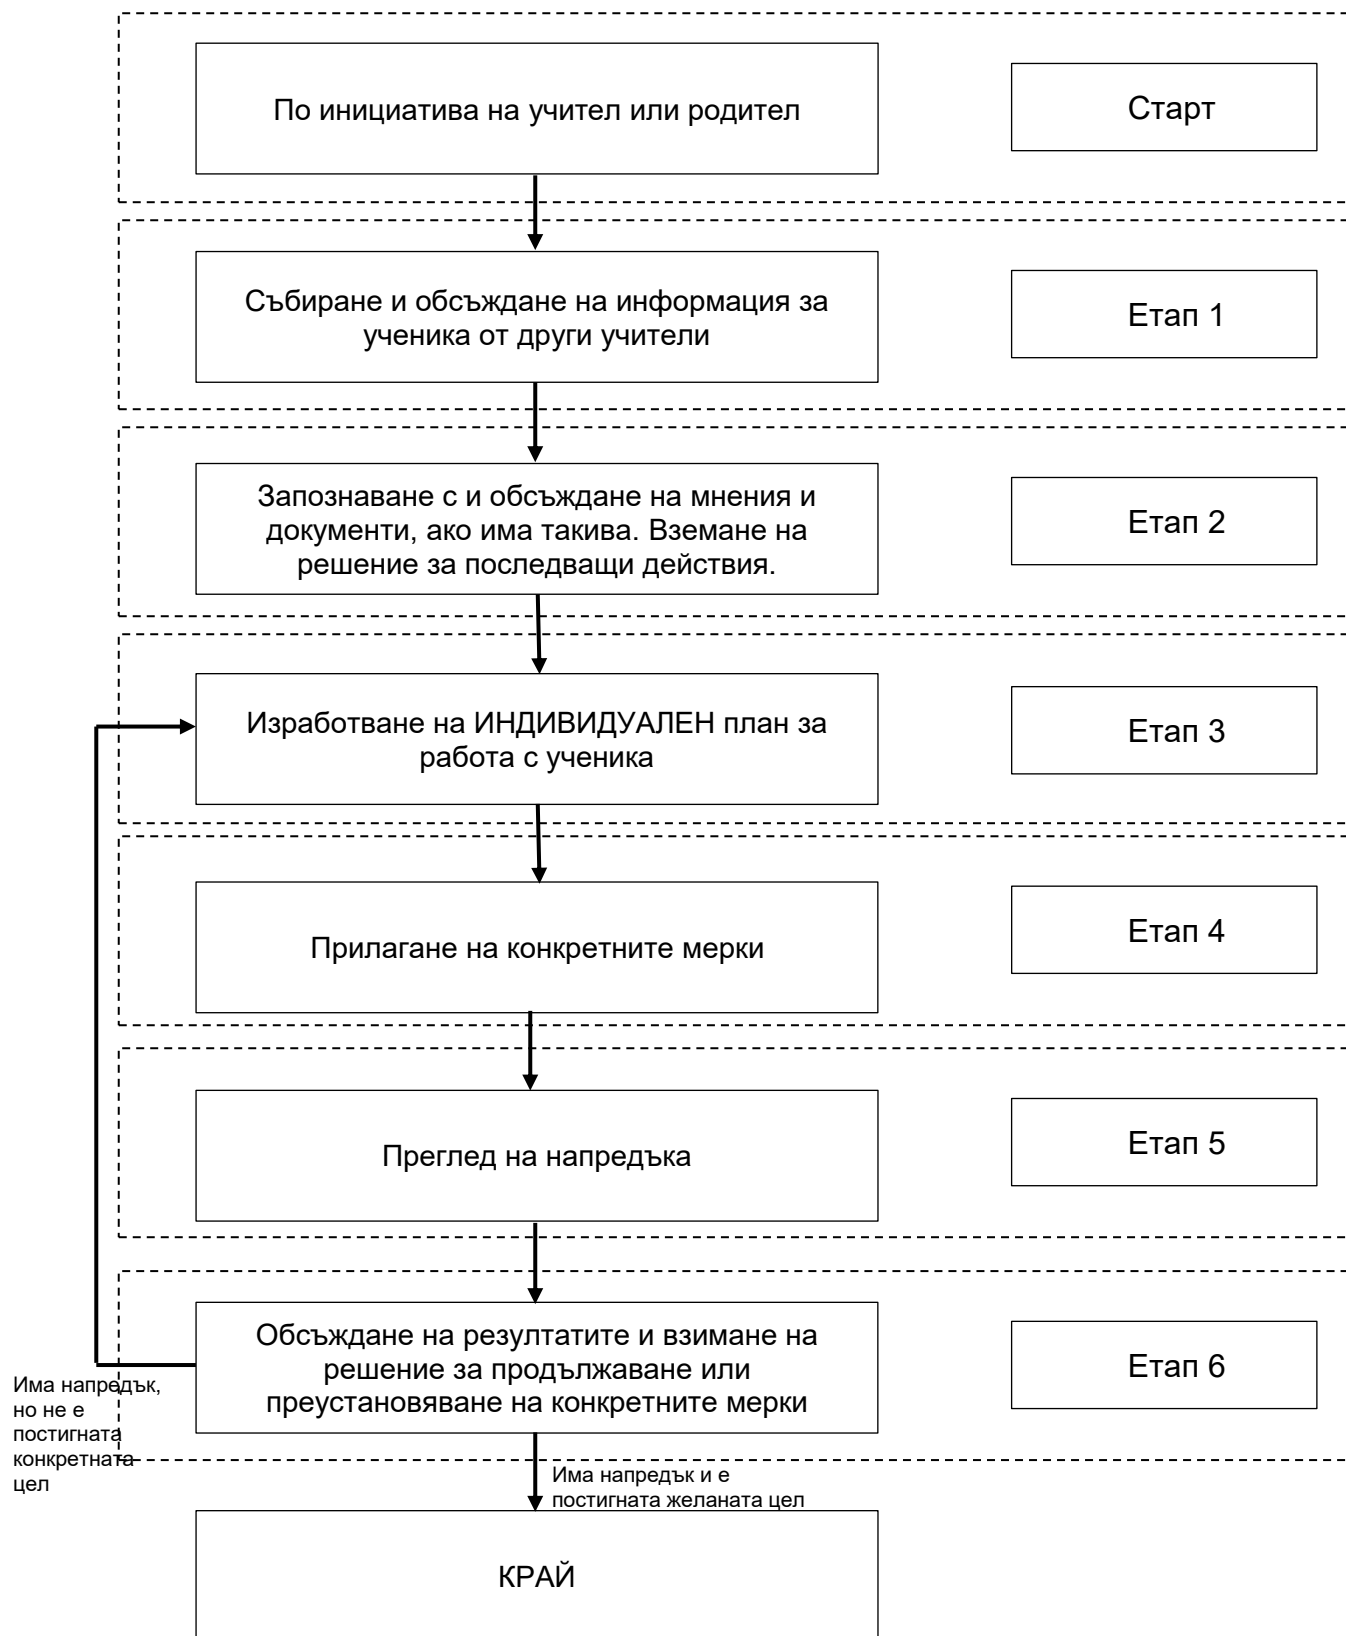 По инициатива на учител или родител
Старт
Събиране и обсъждане на информация за
ученика от други учители
Етап 1
Запознаване с и обсъждане на мнения и
документи, ако има такива. Вземане на
решение за последващи действия.
Етап 2
Изработване на ИНДИВИДУАЛЕН план за
работа с ученика
Етап 3
Прилагане на конкретните мерки
Етап 4
Преглед на напредъка
Етап 5
Обсъждане на резултатите и взимане на
решение за продължаване или
преустановяване на конкретните мерки
Етап 6
Има напредък,
но не е
постигната
конкретната
цел
Има напредък и е
постигната желаната цел
КРАЙ